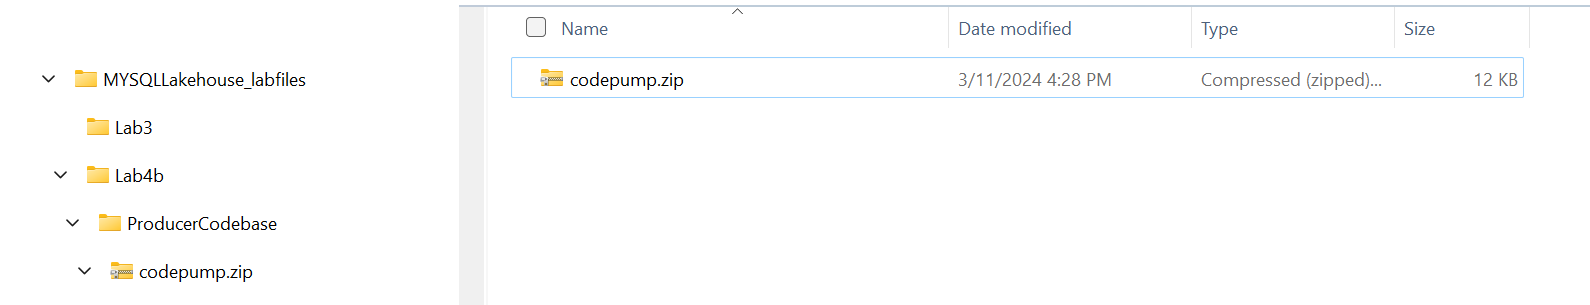 MYSQLLakehouse_labfiles
Lab3
Lab4b
ProducerCodebase
codepump.zip
Name Date modified Type Size
codepump.zip 3/11/2024 4:28 PM Compressed (zipped)... 12 KB